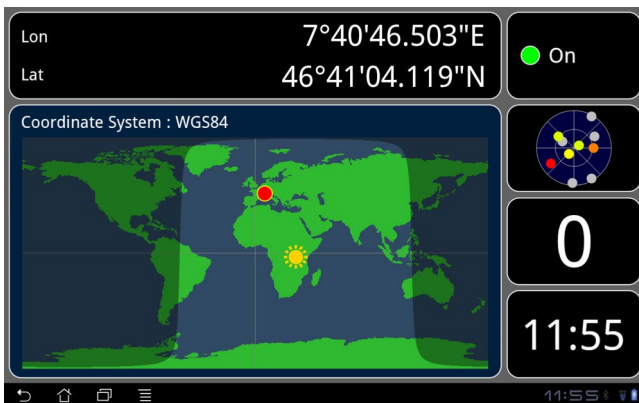 Lon 7°40'46.503"E
Lat 46°41'04.119"N
On
Coordinate System : WGS84
0
11:55
11:55